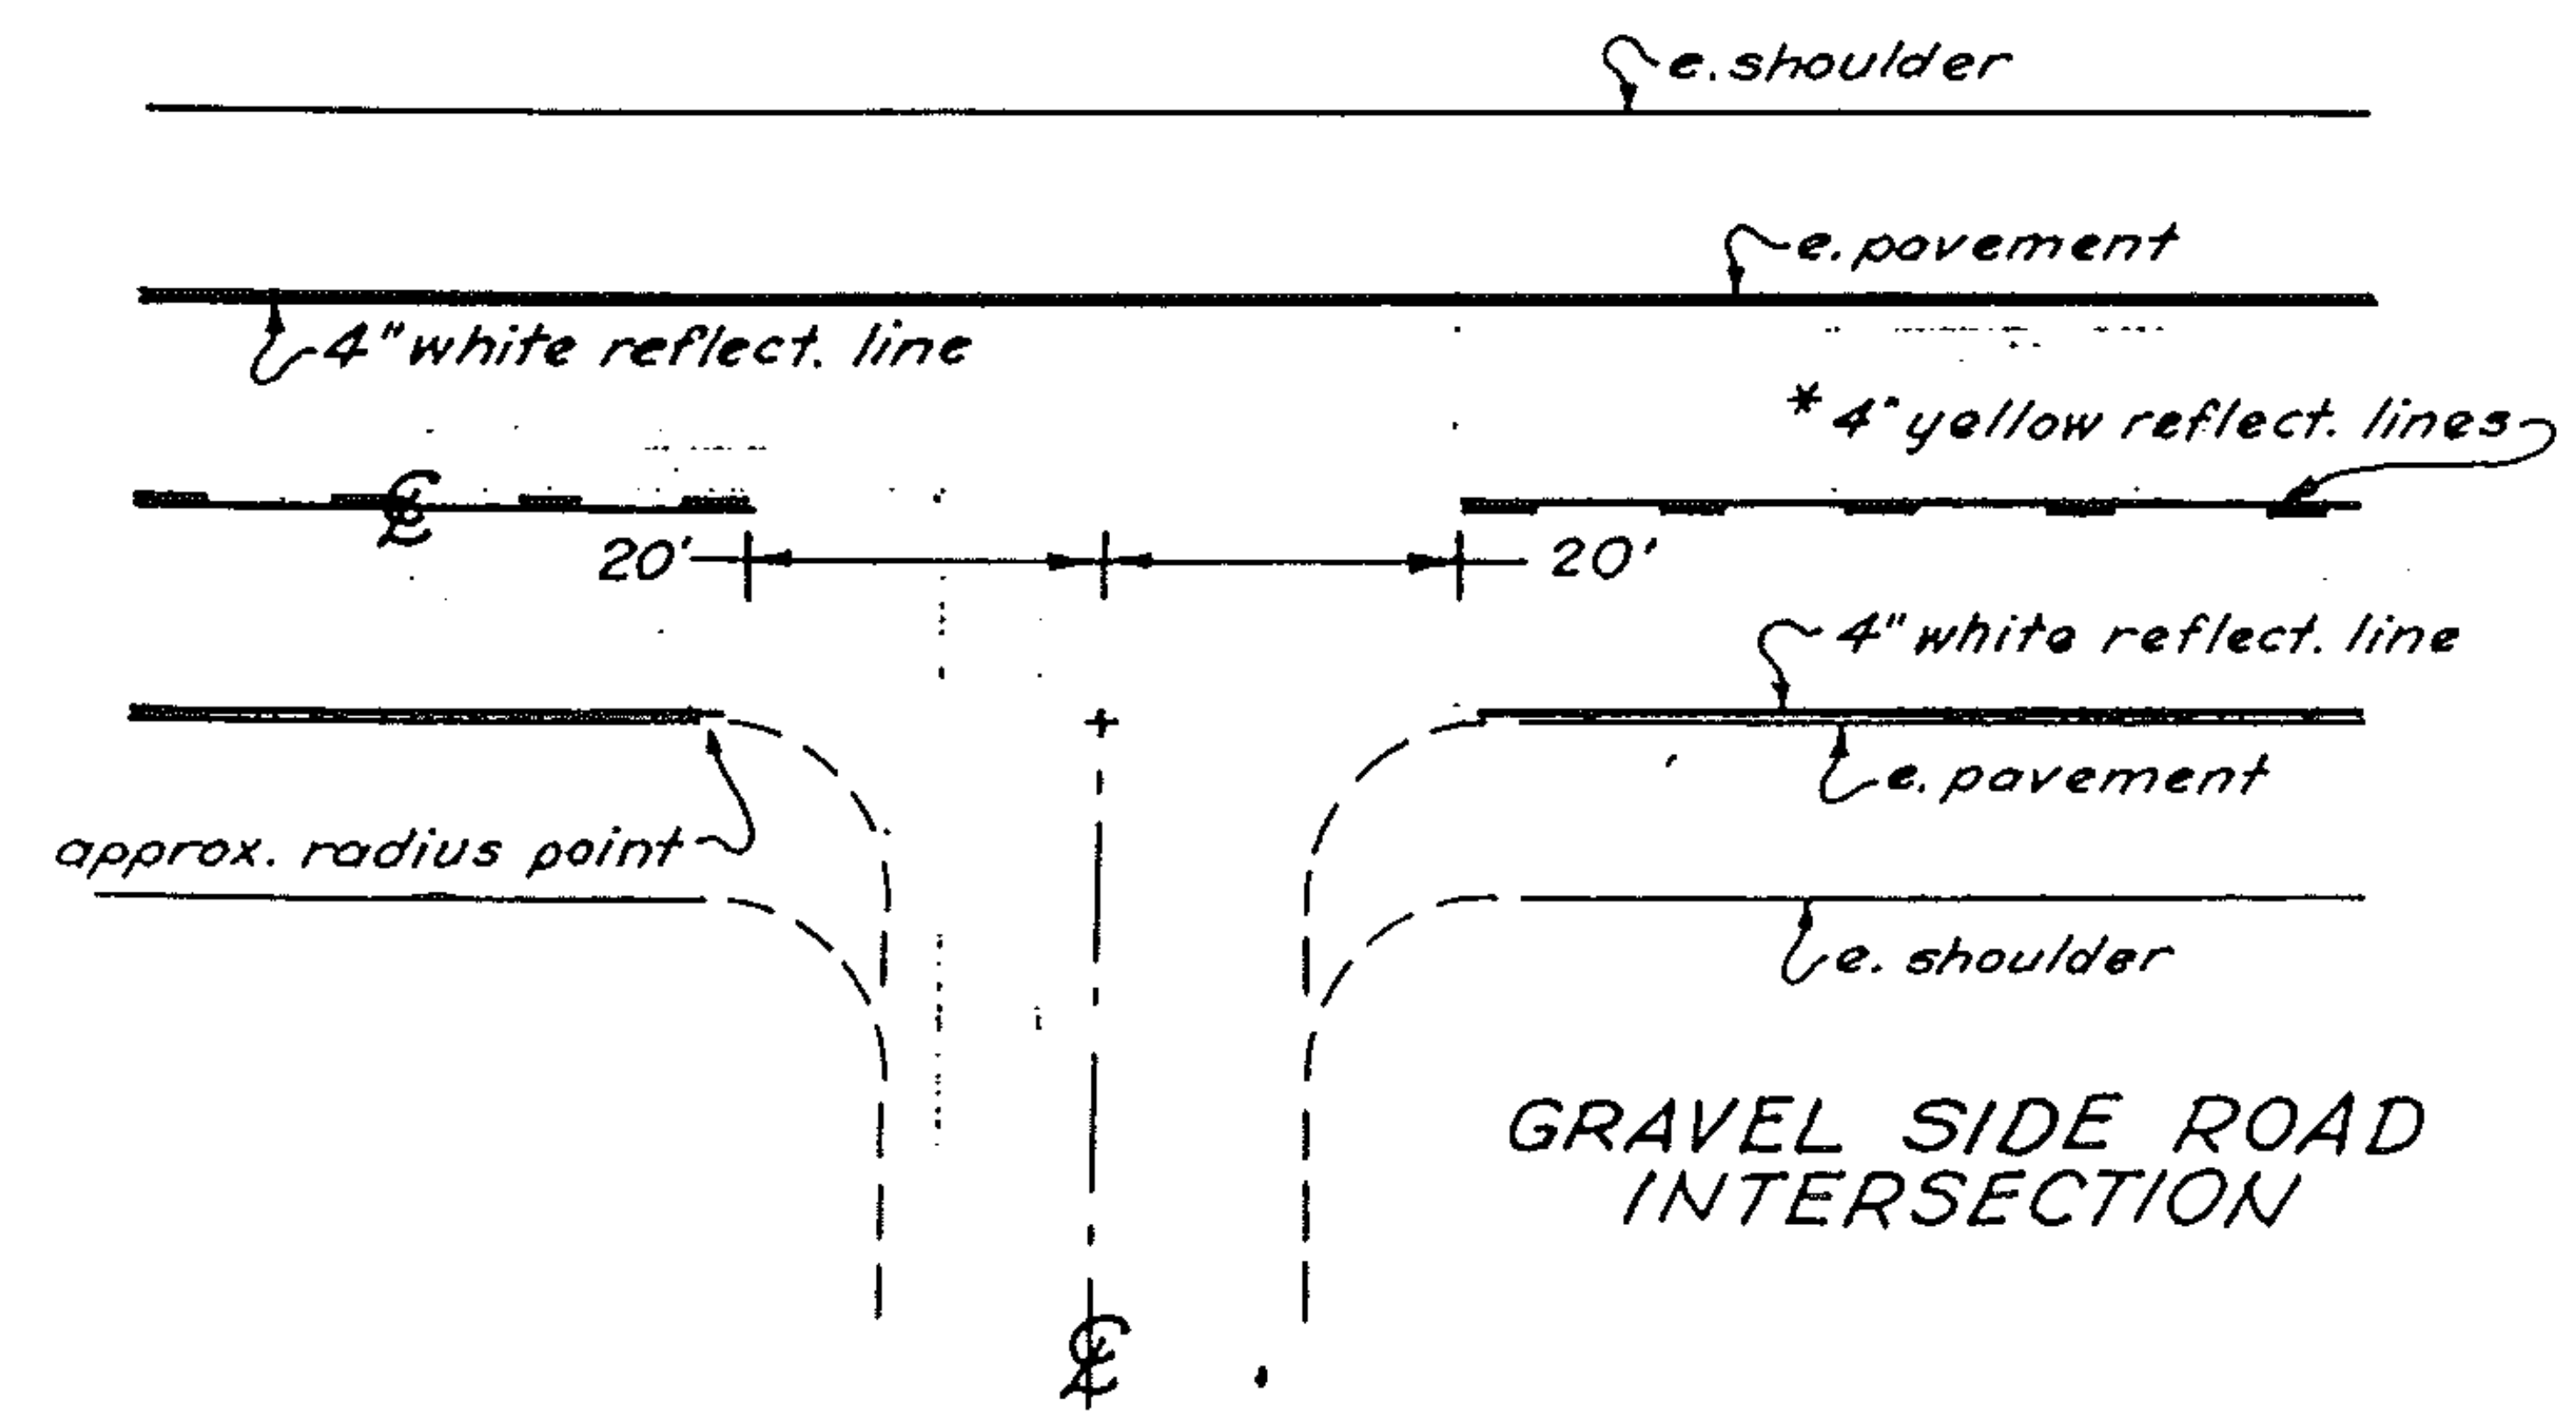 e. shoulder
e. pavement
4" white reflect. line
* 4" yellow reflect. lines
℄
20'
20'
4" white reflect. line
e. pavement
approx. radius point
e. shoulder
GRAVEL SIDE ROAD
INTERSECTION
℄